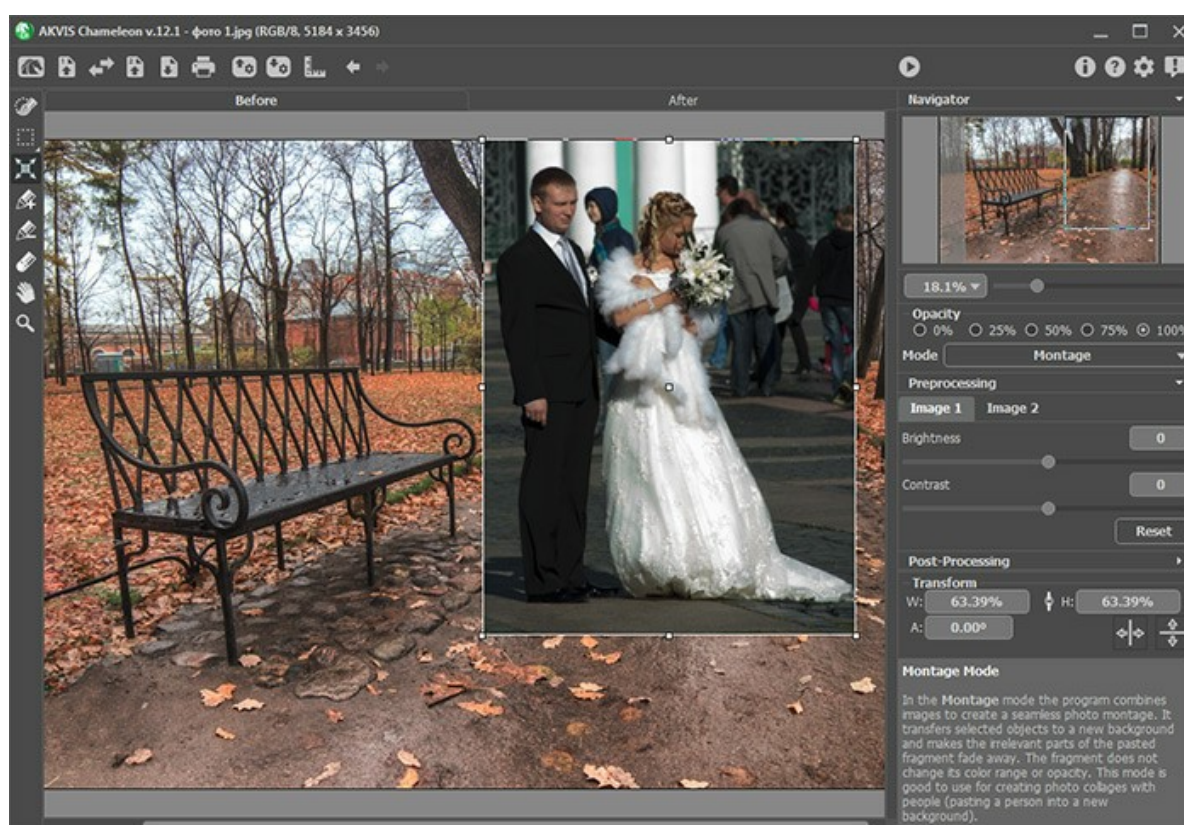 AKVIS Chameleon v.12.1 - фото 1.jpg (RGB/8, 5184 x 3456)
Before
After
Navigator
18.1%
Opacity
0% 25% 50% 75% 100%
Mode Montage
Preprocessing
Image 1 Image 2
Brightness 0
Contrast 0
Reset
Post-Processing
Transform
W: 63.39% H: 63.39%
A: 0.00º
Montage Mode
In the Montage mode the program combines
images to create a seamless photo montage. It
transfers selected objects to a new background
and makes the irrelevant parts of the pasted
fragment fade away. The fragment does not
change its color range or opacity. This mode is
good to use for creating photo collages with
people (pasting a person into a new
background).